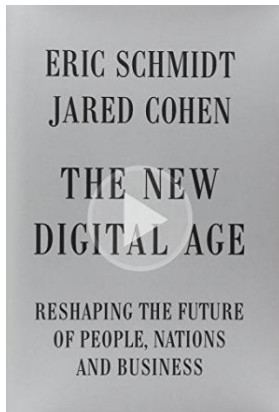 ERIC SCHMIDT
JARED COHEN
THE NEW
DIGITAL AGE
RESHAPING THE FUTURE
OF PEOPLE, NATIONS
AND BUSINESS